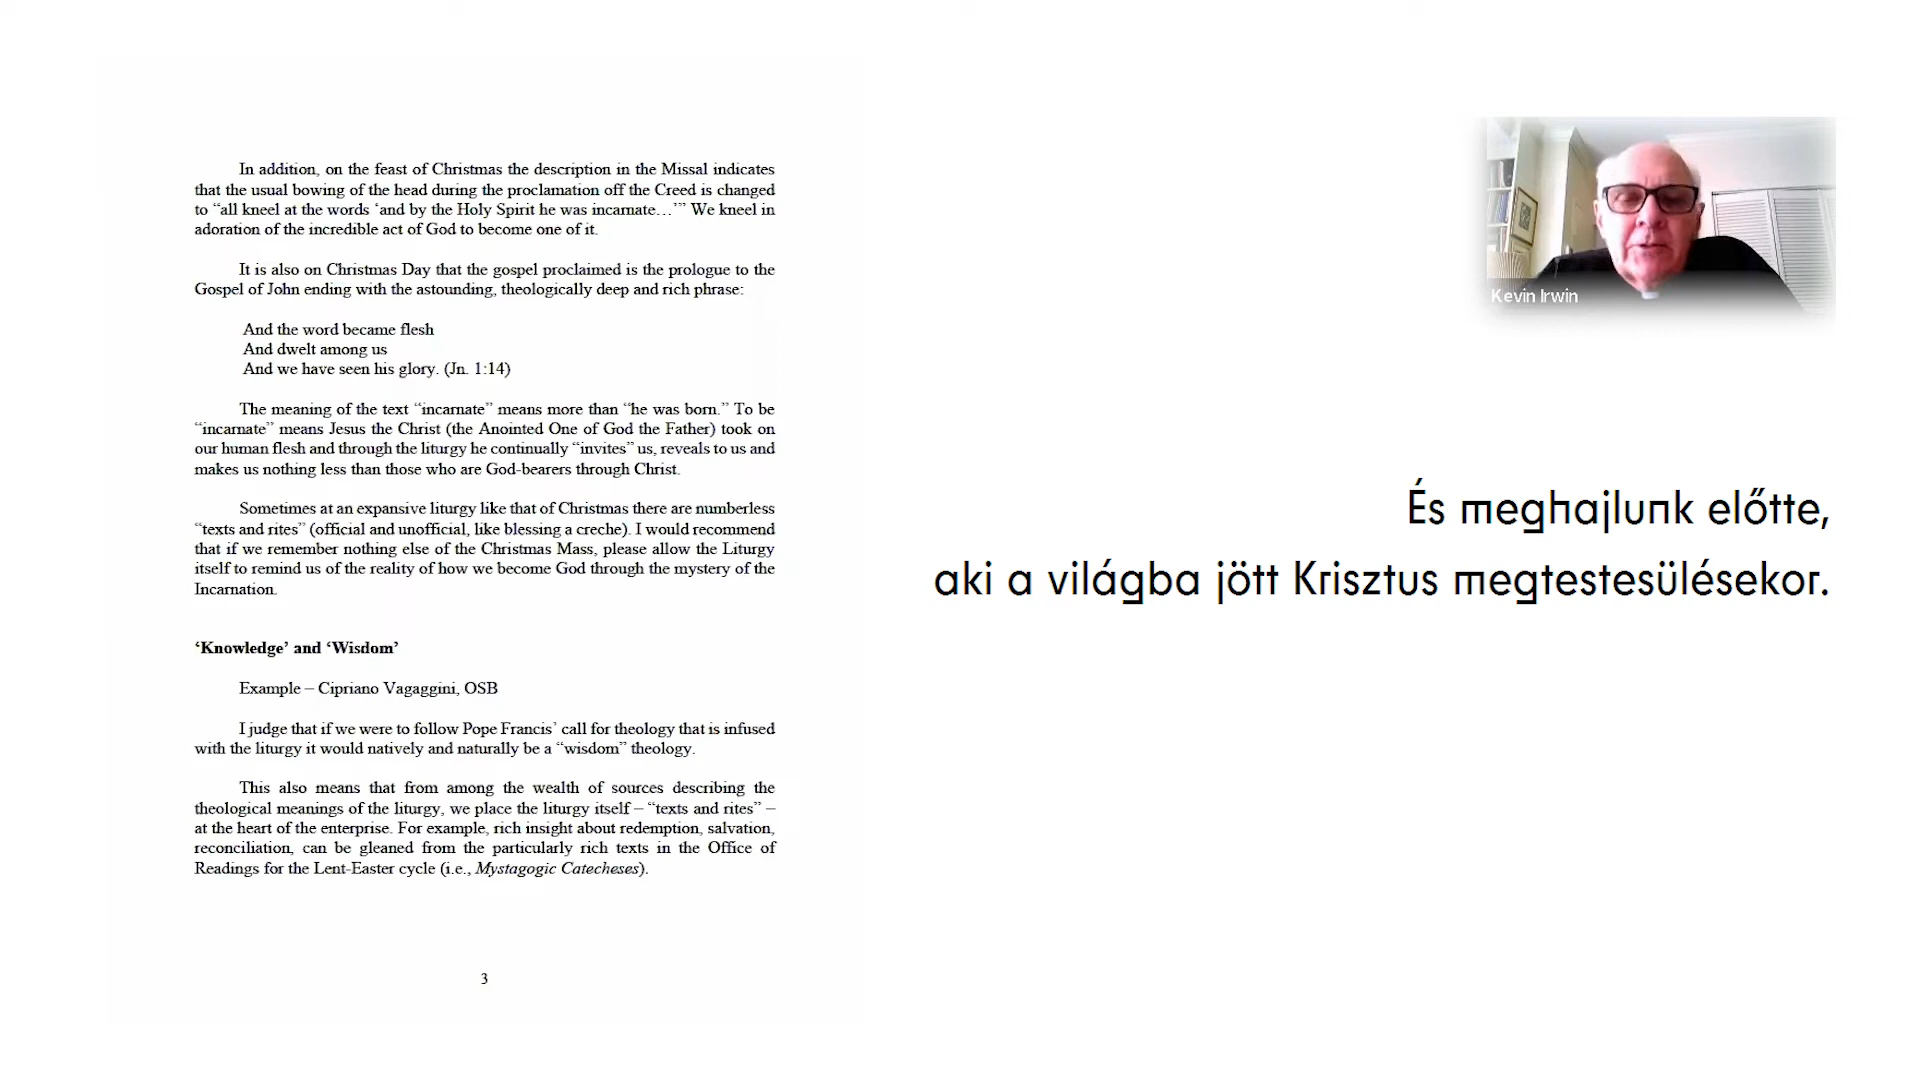 In addition, on the feast of Christmas the description in the Missal indicates
that the usual bowing of the head during the proclamation off the Creed is changed
to “all kneel at the words ‘and by the Holy Spirit he was incarnate…’” We kneel in
adoration of the incredible act of God to become one of it.
It is also on Christmas Day that the gospel proclaimed is the prologue to the
Gospel of John ending with the astounding, theologically deep and rich phrase:
And the word became flesh
And dwelt among us
And we have seen his glory. (Jn. 1:14)
The meaning of the text “incarnate” means more than “he was born.” To be
“incarnate” means Jesus the Christ (the Anointed One of God the Father) took on
our human flesh and through the liturgy he continually “invites” us, reveals to us and
makes us nothing less than those who are God-bearers through Christ.
Sometimes at an expansive liturgy like that of Christmas there are numberless
“texts and rites” (official and unofficial, like blessing a creche). I would recommend
that if we remember nothing else of the Christmas Mass, please allow the Liturgy
itself to remind us of the reality of how we become God through the mystery of the
Incarnation.
‘Knowledge’ and ‘Wisdom’
Example – Cipriano Vagaggini, OSB
I judge that if we were to follow Pope Francis’ call for theology that is infused
with the liturgy it would natively and naturally be a “wisdom” theology.
This also means that from among the wealth of sources describing the
theological meanings of the liturgy, we place the liturgy itself – “texts and rites” –
at the heart of the enterprise. For example, rich insight about redemption, salvation,
reconciliation, can be gleaned from the particularly rich texts in the Office of
Readings for the Lent-Easter cycle (i.e., Mystagogic Catecheses).
3
Kevin Irwin
És meghajlunk előtte,
aki a világba jött Krisztus megtestesülésekor.